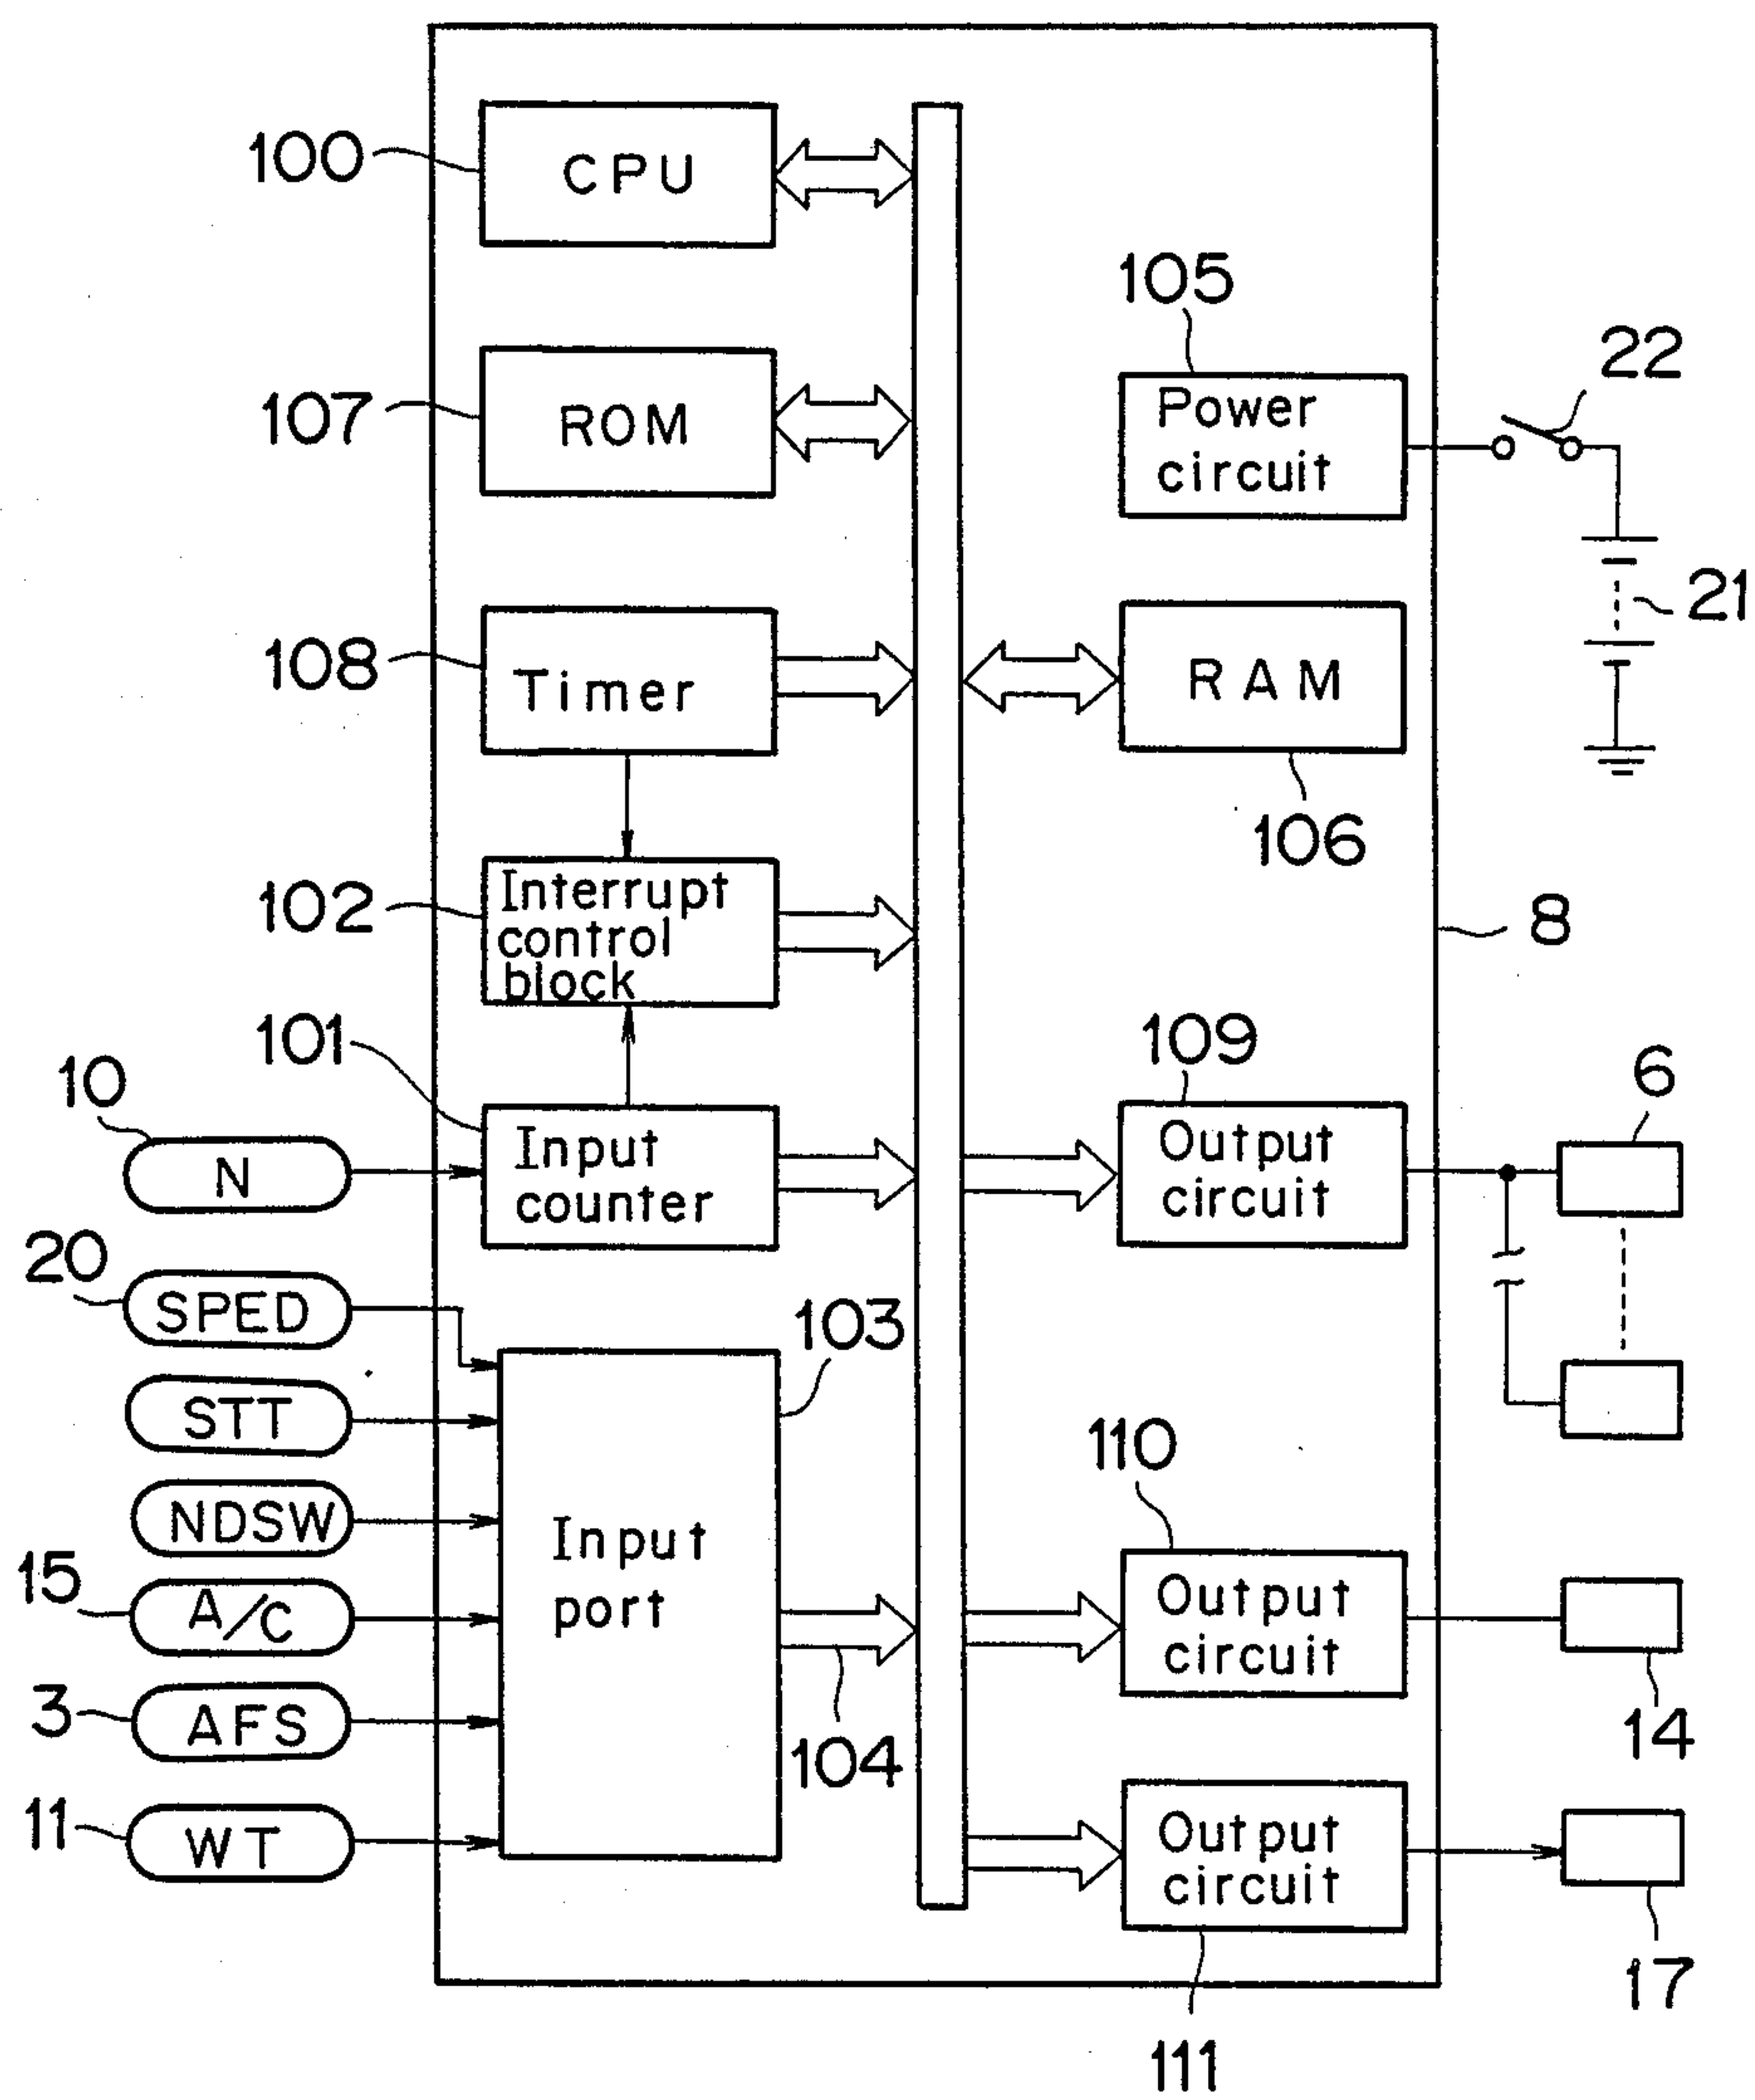 100
CPU
105
107
ROM
Power
circuit
22
21
108
Timer
RAM
106
102
Interrupt
control
block
8
101
10
N
Input
counter
109
Output
circuit
6
20
SPED
103
STT
NDSW
Input
port
110
15
A/C
Output
circuit
3
AFS
104
14
11
WT
Output
circuit
17
111